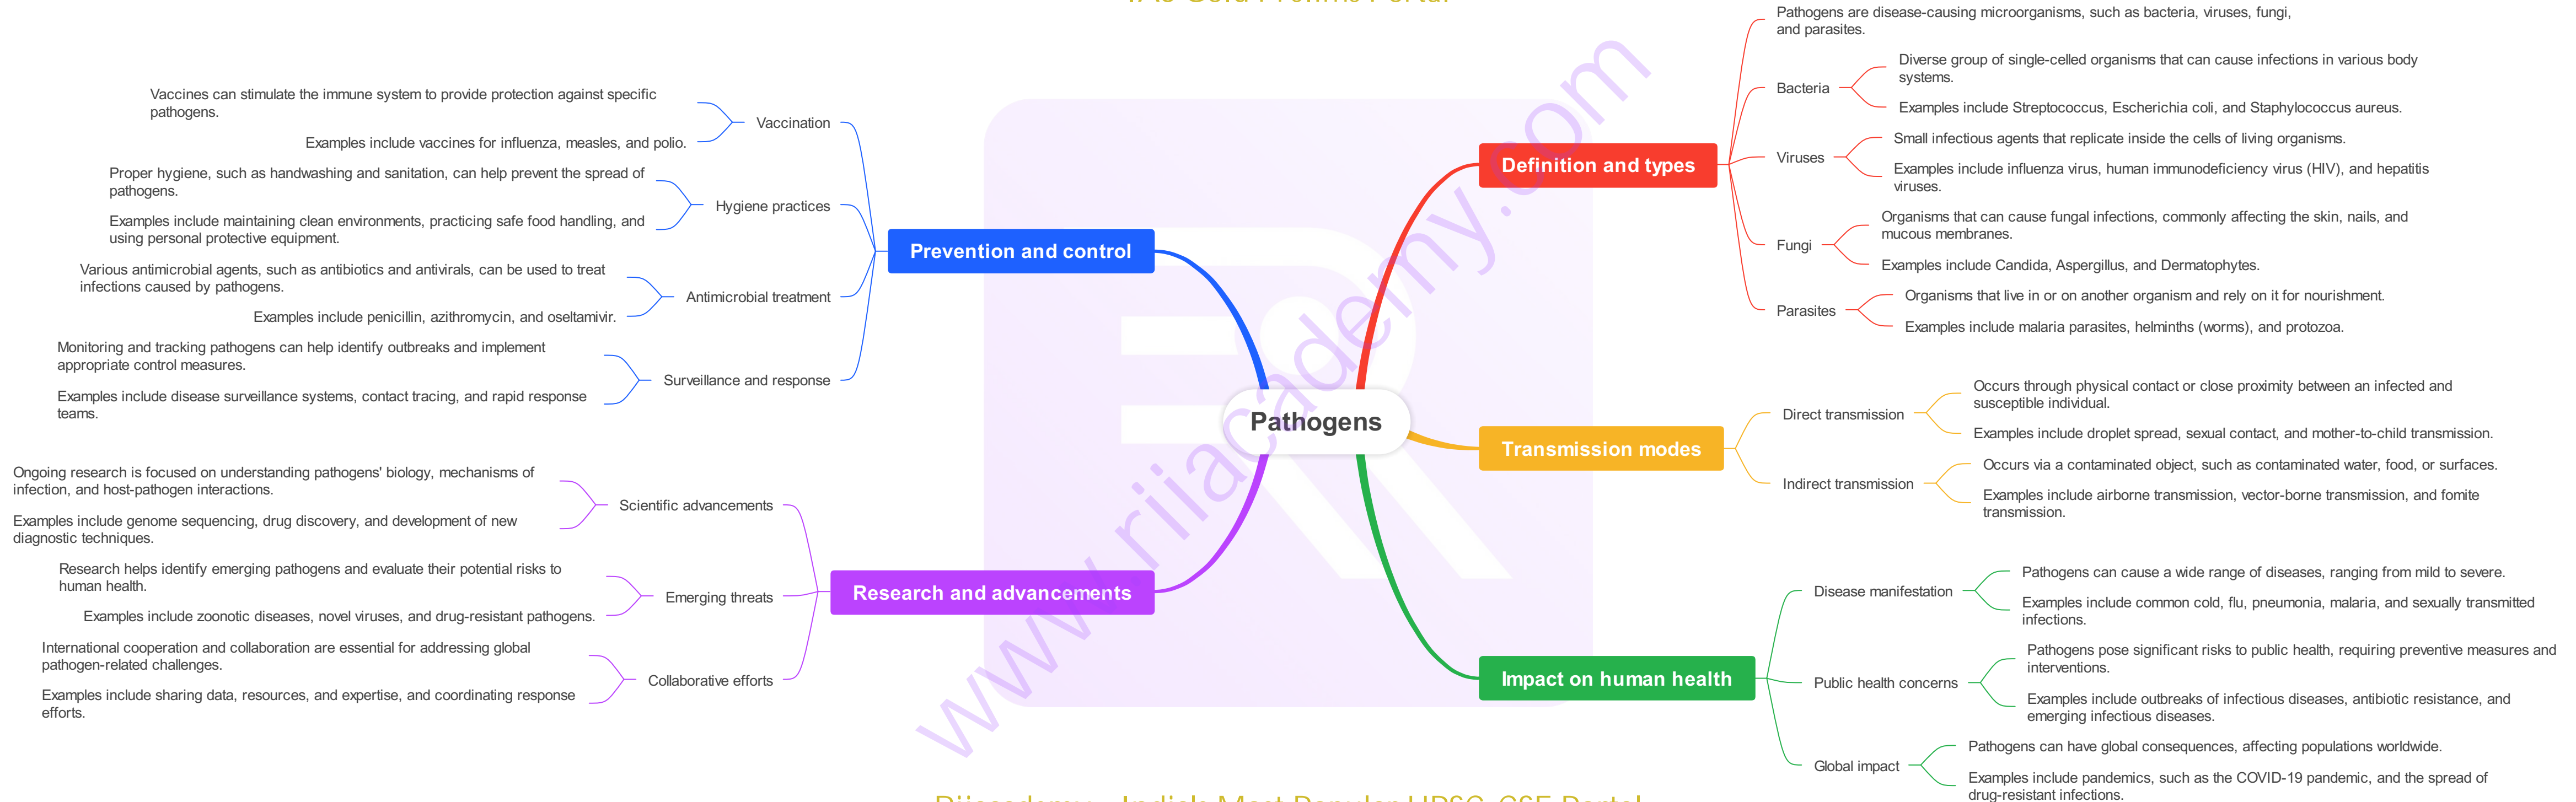 Pathogens
Definition and types
Pathogens are disease-causing microorganisms, such as bacteria, viruses, fungi,
and parasites.
Bacteria
Diverse group of single-celled organisms that can cause infections in various body
systems.
Examples include Streptococcus, Escherichia coli, and Staphylococcus aureus.
Viruses
Small infectious agents that replicate inside the cells of living organisms.
Examples include influenza virus, human immunodeficiency virus (HIV), and hepatitis
viruses.
Fungi
Organisms that can cause fungal infections, commonly affecting the skin, nails, and
mucous membranes.
Examples include Candida, Aspergillus, and Dermatophytes.
Parasites
Organisms that live in or on another organism and rely on it for nourishment.
Examples include malaria parasites, helminths (worms), and protozoa.
Transmission modes
Direct transmission
Occurs through physical contact or close proximity between an infected and
susceptible individual.
Examples include droplet spread, sexual contact, and mother-to-child transmission.
Indirect transmission
Occurs via a contaminated object, such as contaminated water, food, or surfaces.
Examples include airborne transmission, vector-borne transmission, and fomite
transmission.
Impact on human health
Disease manifestation
Pathogens can cause a wide range of diseases, ranging from mild to severe.
Examples include common cold, flu, pneumonia, malaria, and sexually transmitted
infections.
Public health concerns
Pathogens pose significant risks to public health, requiring preventive measures and
interventions.
Examples include outbreaks of infectious diseases, antibiotic resistance, and
emerging infectious diseases.
Global impact
Pathogens can have global consequences, affecting populations worldwide.
Examples include pandemics, such as the COVID-19 pandemic, and the spread of
drug-resistant infections.
Prevention and control
Vaccination
Vaccines can stimulate the immune system to provide protection against specific
pathogens.
Examples include vaccines for influenza, measles, and polio.
Hygiene practices
Proper hygiene, such as handwashing and sanitation, can help prevent the spread of
pathogens.
Examples include maintaining clean environments, practicing safe food handling, and
using personal protective equipment.
Antimicrobial treatment
Various antimicrobial agents, such as antibiotics and antivirals, can be used to treat
infections caused by pathogens.
Examples include penicillin, azithromycin, and oseltamivir.
Surveillance and response
Monitoring and tracking pathogens can help identify outbreaks and implement
appropriate control measures.
Examples include disease surveillance systems, contact tracing, and rapid response
teams.
Research and advancements
Scientific advancements
Ongoing research is focused on understanding pathogens' biology, mechanisms of
infection, and host-pathogen interactions.
Examples include genome sequencing, drug discovery, and development of new
diagnostic techniques.
Emerging threats
Research helps identify emerging pathogens and evaluate their potential risks to
human health.
Examples include zoonotic diseases, novel viruses, and drug-resistant pathogens.
Collaborative efforts
International cooperation and collaboration are essential for addressing global
pathogen-related challenges.
Examples include sharing data, resources, and expertise, and coordinating response
efforts.
www.rijiacademy.com